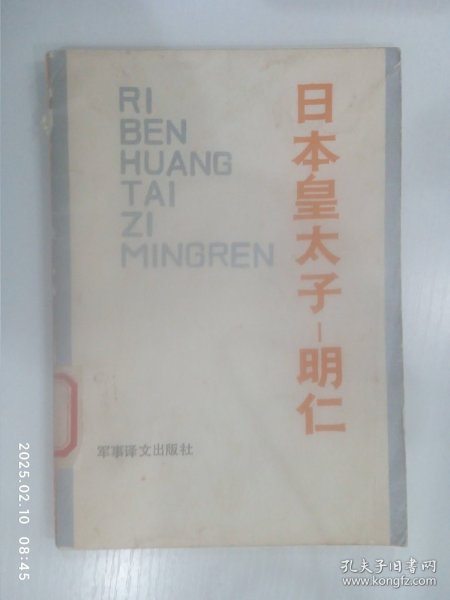 RI
BEN
HUANG
TAI
ZI
MINGREN
日本皇太子－明仁
军事译文出版社
2025.02.10 08:45
孔夫子旧书网
www.kongfz.com